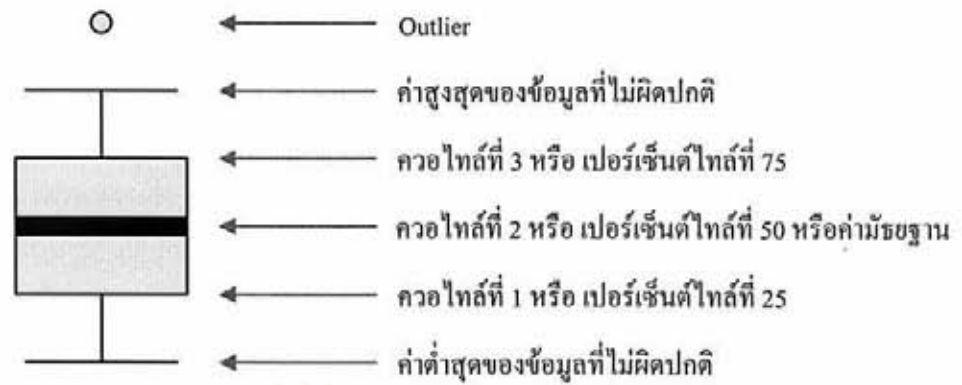 Outlier
ค่าสูงสุดของข้อมูลที่ไม่ผิดปกติ
ควอไทล์ที่ 3 หรือ เปอร์เซ็นต์ไทล์ที่ 75
ควอไทล์ที่ 2 หรือ เปอร์เซ็นต์ไทล์ที่ 50 หรือค่ามัธยฐาน
ควอไทล์ที่ 1 หรือ เปอร์เซ็นต์ไทล์ที่ 25
ค่าต่ำสุดของข้อมูลที่ไม่ผิดปกติ